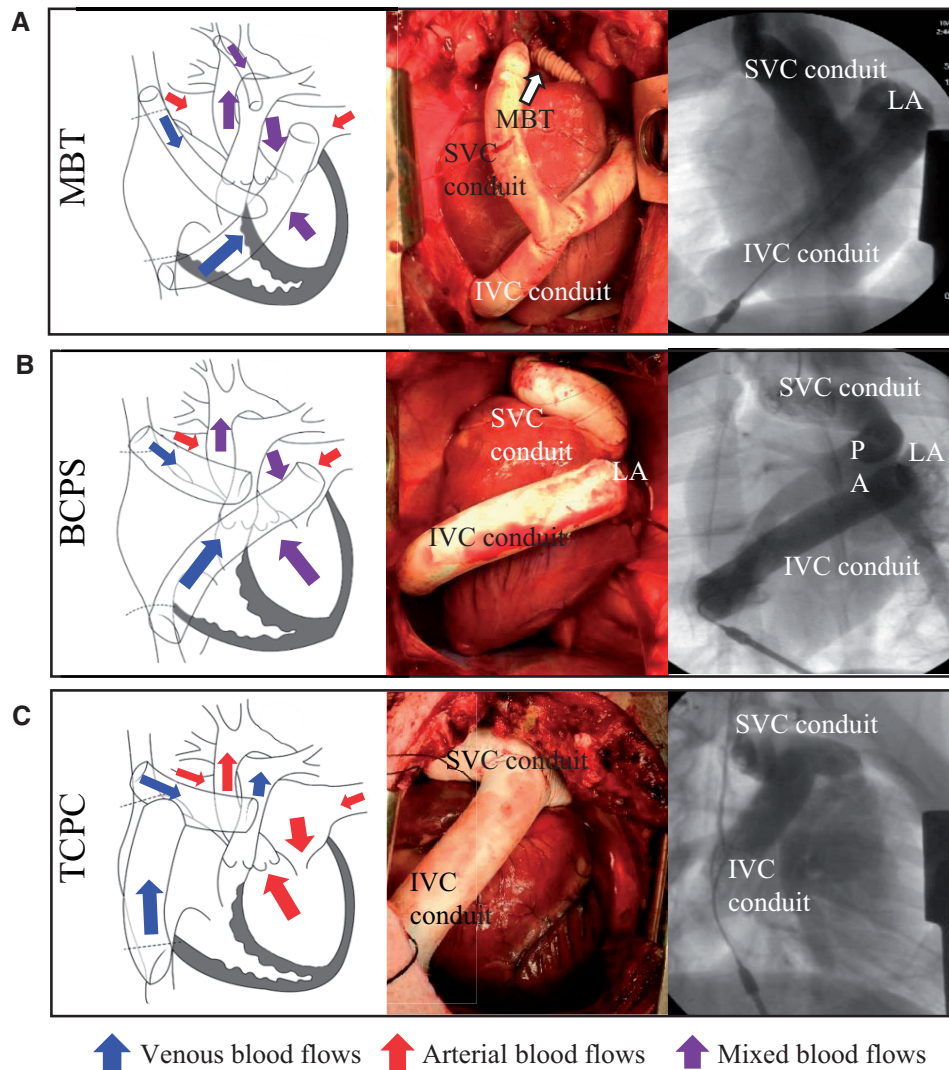 A
MBT
MBT
SVC
conduit
IVC conduit
SVC conduit
LA
IVC conduit
B
BCPS
SVC
conduit
LA
IVC conduit
SVC conduit
P
A
LA
IVC conduit
C
TCPC
SVC conduit
IVC
conduit
SVC conduit
IVC
conduit
Venous blood flows
Arterial blood flows
Mixed blood flows